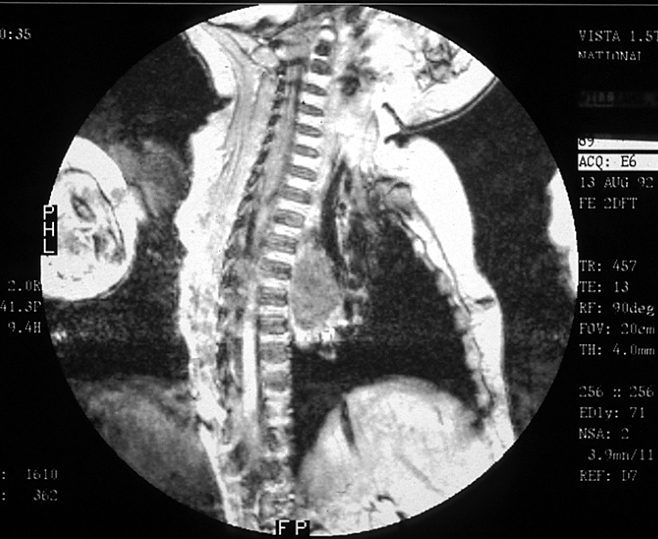 0:35
VISTA 1.5T
NATIONAL
89
ACQ: E6
13 AUG 92
FE 2DFT
P
H
L
TR: 457
TE: 13
RF: 90deg
FOV: 20cm
TH: 4.0mm
2.0R
41.3P
9.4H
256 :: 256
EDly: 71
NSA: 2
3.9mm/11
REF: D7
: 1610
: 362
F P